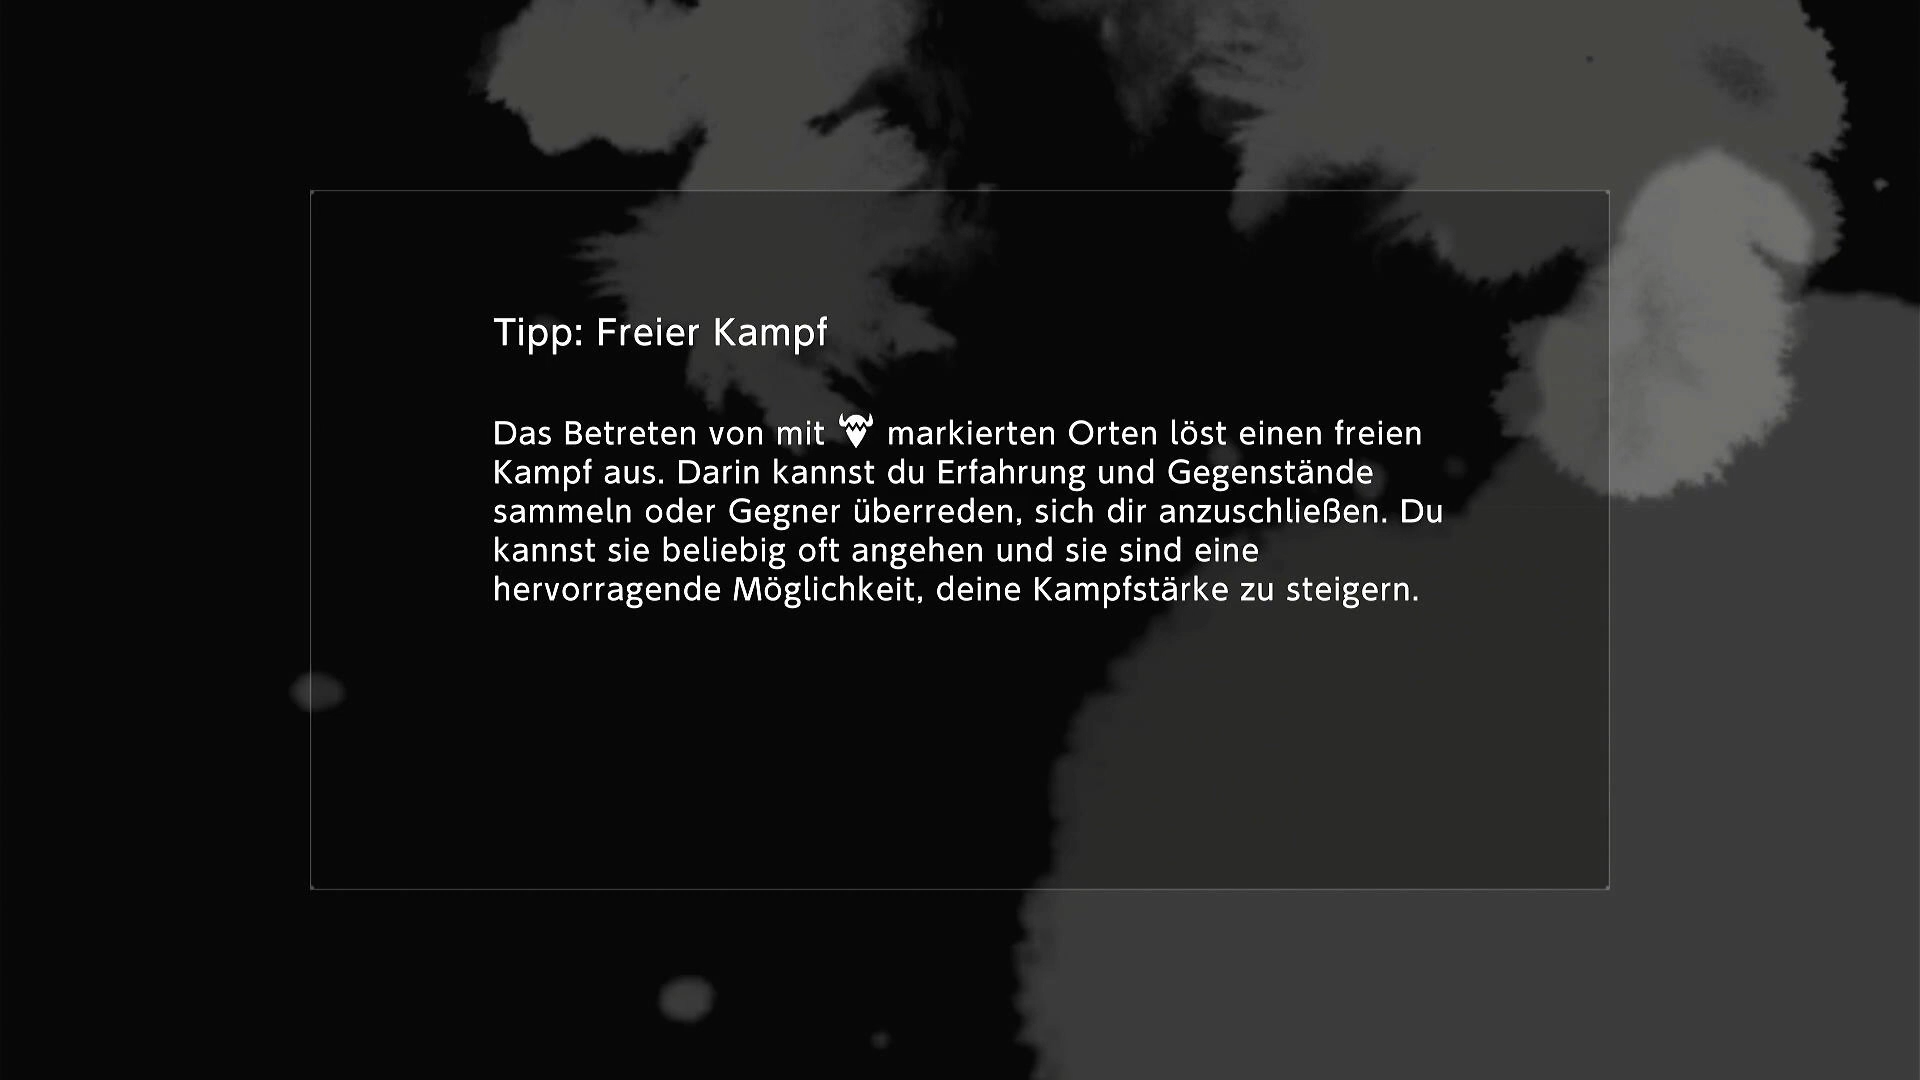 Tipp: Freier Kampf
Das Betreten von mit markierten Orten löst einen freien
Kampf aus. Darin kannst du Erfahrung und Gegenstände
sammeln oder Gegner überreden, sich dir anzuschließen. Du
kannst sie beliebig oft angehen und sie sind eine
hervorragende Möglichkeit, deine Kampfstärke zu steigern.